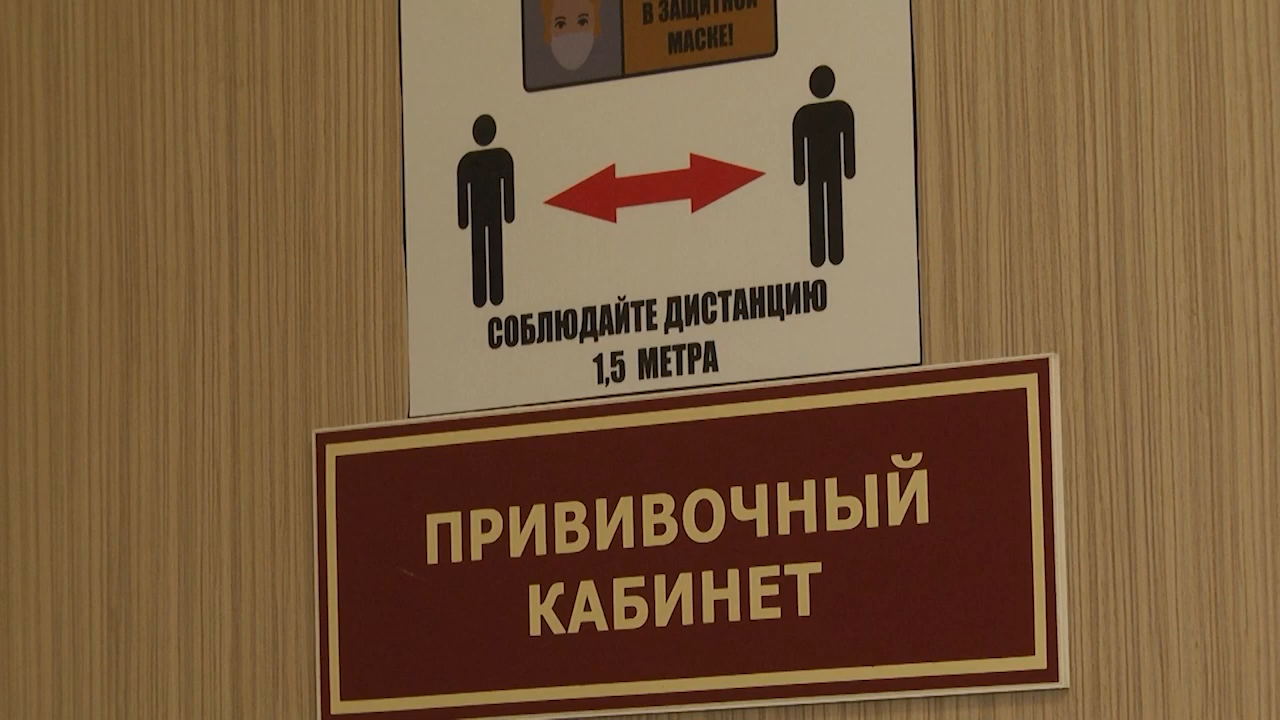 В ЗАЩИТНОЙ
МАСКЕ!
СОБЛЮДАЙТЕ ДИСТАНЦИЮ
1,5 МЕТРА
ПРИВИВОЧНЫЙ
КАБИНЕТ